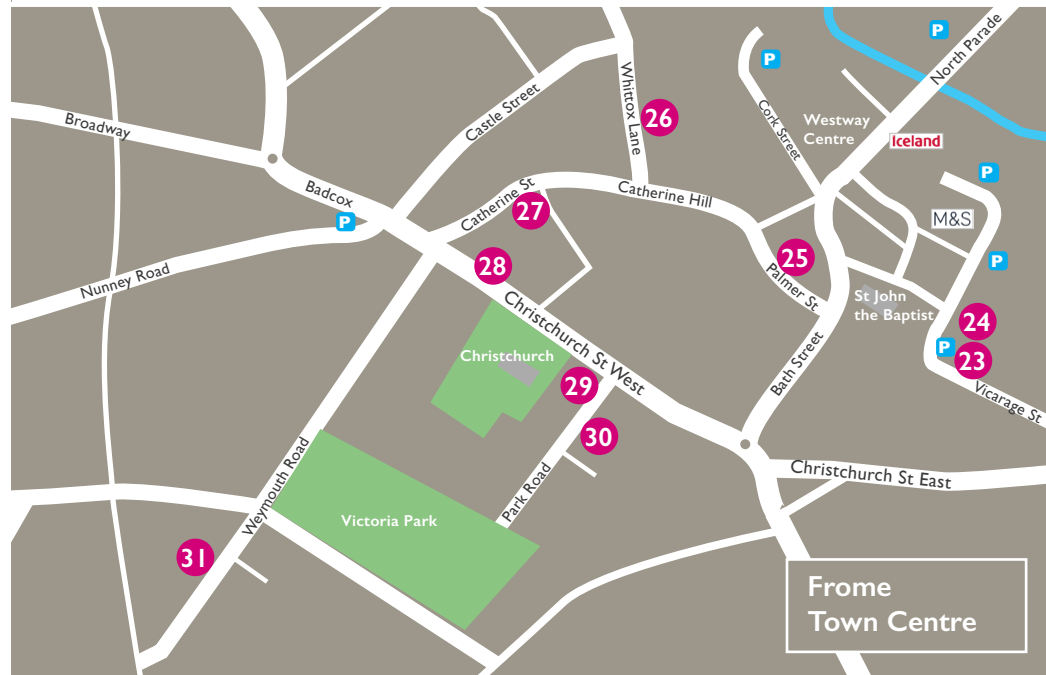 P
P
North Parade
Whittox Lane
Castle Street
26
Cork Street
Westway
Centre
Iceland
Broadway
P
Badcox
Catherine St
Catherine Hill
27
M&S
P
25
P
28
Nunney Road
Palmer St
St John
the Baptist
24
Christchurch St West
Bath Street
P
23
Christchurch
29
Vicarage St
30
Weymouth Road
Park Road
Christchurch St East
Victoria Park
31
Frome
Town Centre